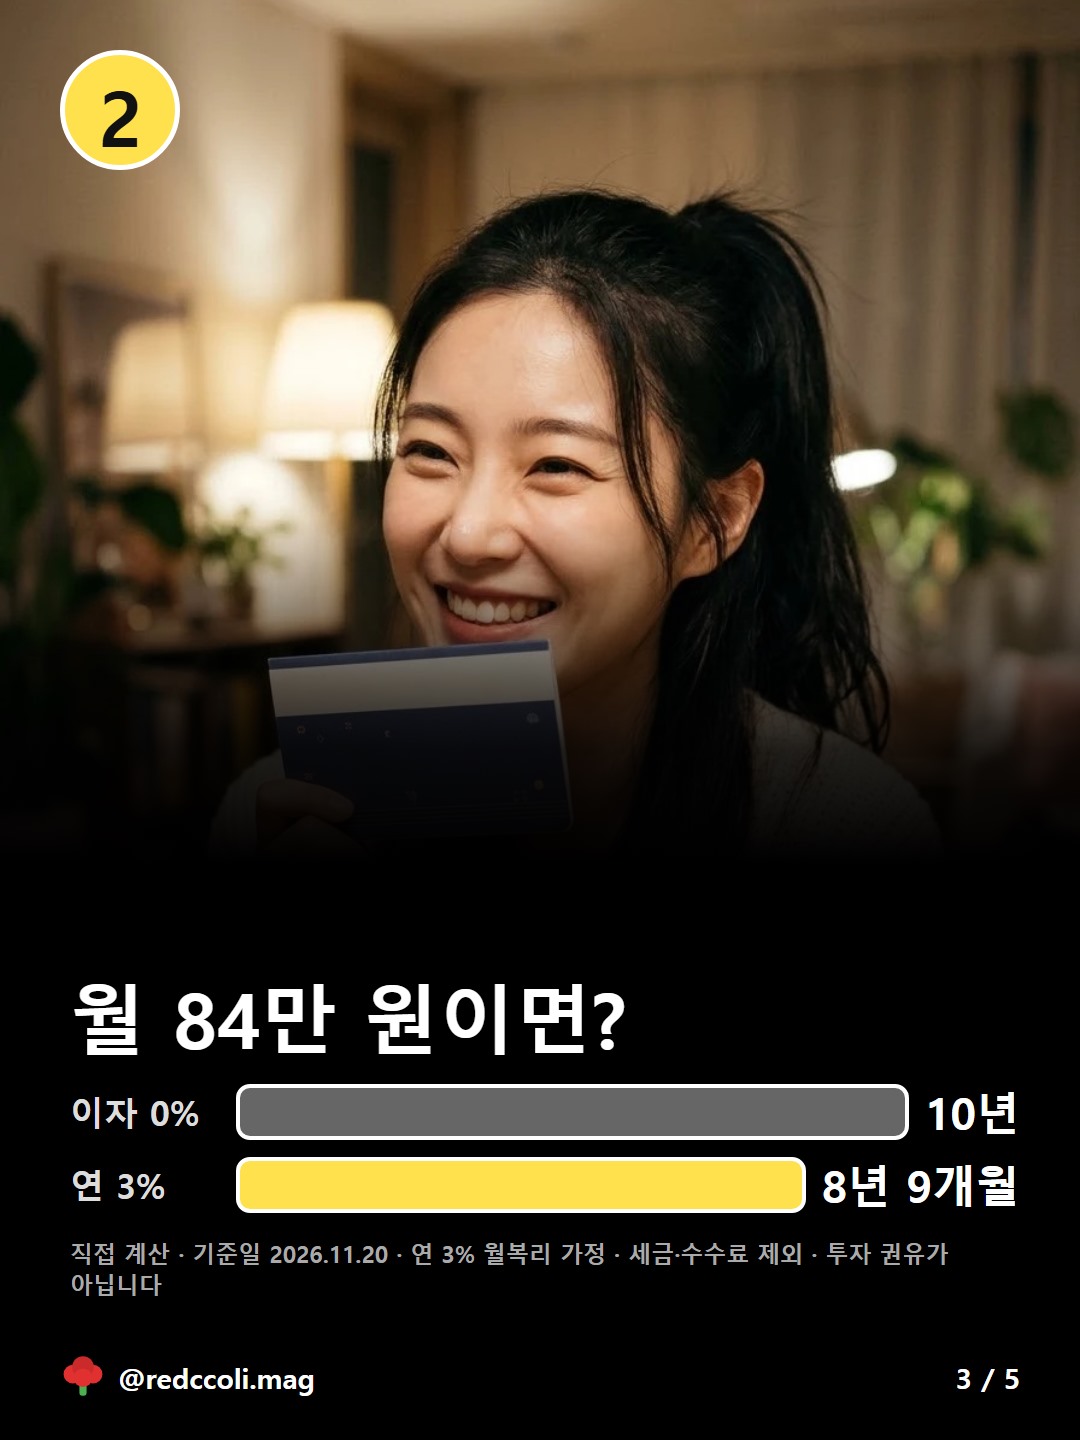 2
월 84만 원이면?
이자 0% 10년
연 3% 8년 9개월
직접 계산 · 기준일 2026.11.20 · 연 3% 월복리 가정 · 세금·수수료 제외 · 투자 권유가
아닙니다
@redccoli.mag 3 / 5